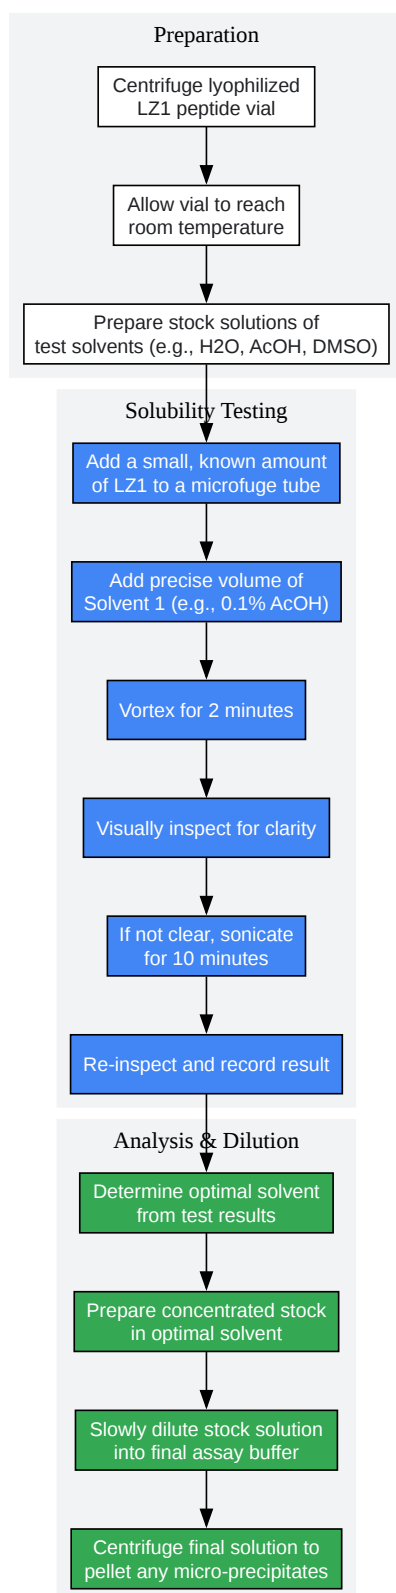 Preparation
Centrifuge lyophilized
LZ1 peptide vial
Allow vial to reach
room temperature
Prepare stock solutions of
test solvents (e.g., H2O, AcOH, DMSO)
Solubility Testing
Add a small, known amount
of LZ1 to a microfuge tube
Add precise volume of
Solvent 1 (e.g., 0.1% AcOH)
Vortex for 2 minutes
Visually inspect for clarity
If not clear, sonicate
for 10 minutes
Re-inspect and record result
Analysis & Dilution
Determine optimal solvent
from test results
Prepare concentrated stock
in optimal solvent
Slowly dilute stock solution
into final assay buffer
Centrifuge final solution to
pellet any micro-precipitates